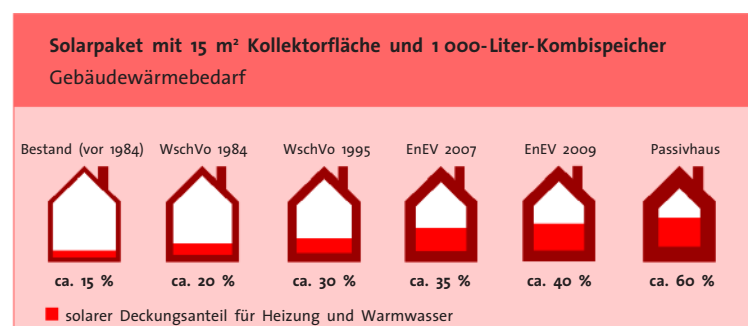 Solarpaket mit 15 m² Kollektorfläche und 1 000-Liter-Kombispeicher
Gebäudewärmebedarf
Bestand (vor 1984) WschVo 1984 WschVo 1995 EnEV 2007 EnEV 2009 Passivhaus
ca. 15 % ca. 20 % ca. 30 % ca. 35 % ca. 40 % ca. 60 %
solarer Deckungsanteil für Heizung und Warmwasser